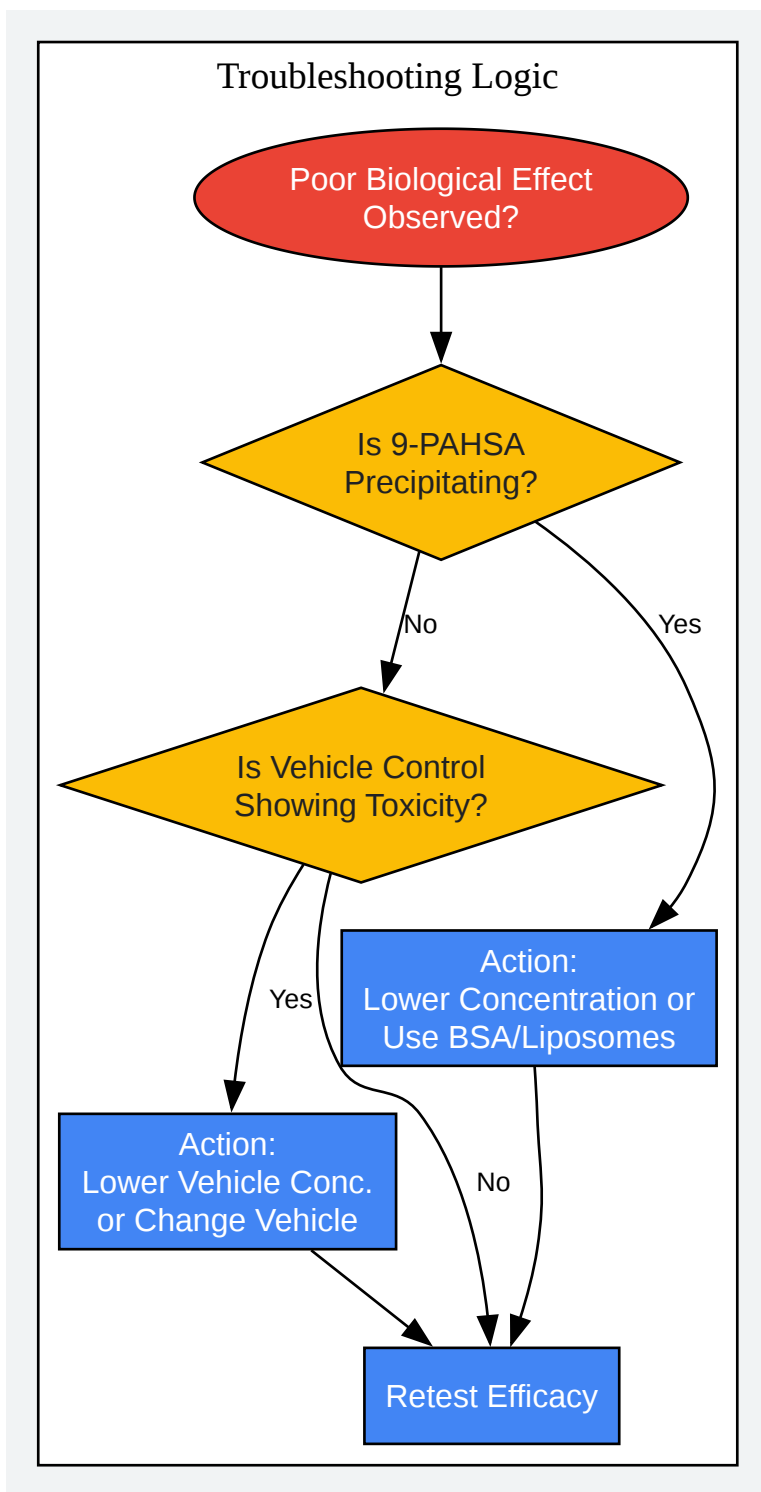 Troubleshooting Logic
Poor Biological Effect
Observed?
Is 9-PAHSA
Precipitating?
No
Yes
Is Vehicle Control
Showing Toxicity?
Action:
Lower Concentration or
Use BSA/Liposomes
Yes
Action:
Lower Vehicle Conc.
or Change Vehicle
No
Retest Efficacy